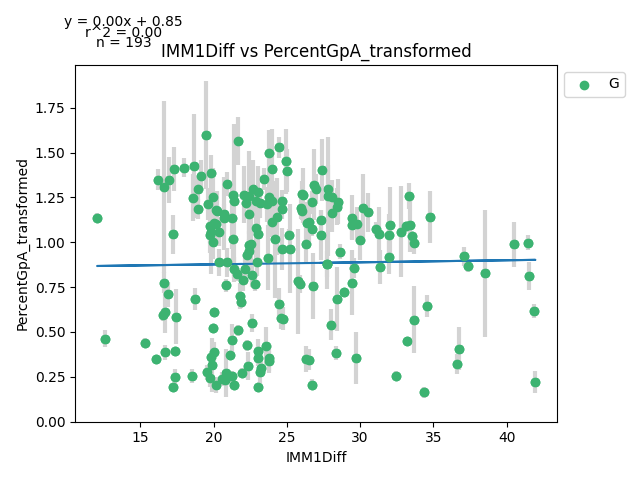 y = 0.00x + 0.85
r^2 = 0.00
n = 193
IMM1Diff vs PercentGpA_transformed
G
PercentGpA_transformed
1.75
1.50
1.25
1.00
0.75
0.50
0.25
0.00
15 20 25 30 35 40
IMM1Diff